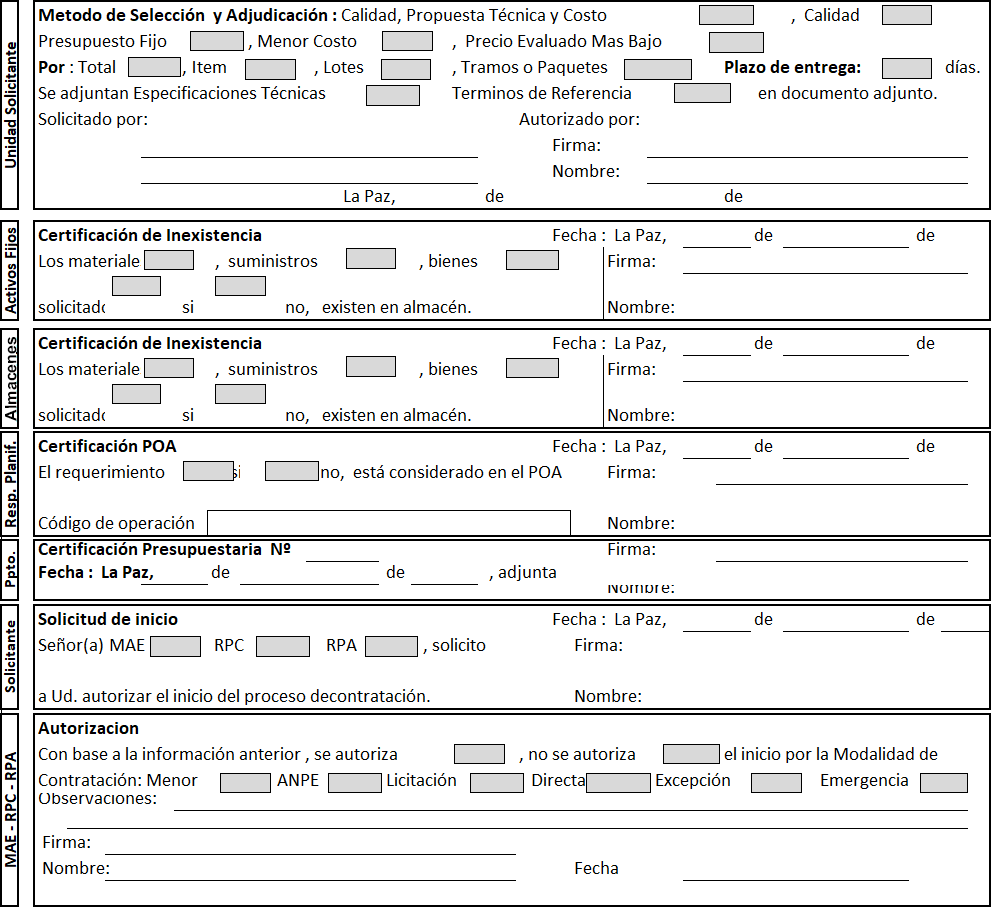 Unidad Solicitante
Metodo de Selección y Adjudicación : Calidad, Propuesta Técnica y Costo , Calidad
Presupuesto Fijo , Menor Costo , Precio Evaluado Mas Bajo
Por : Total , Item , Lotes , Tramos o Paquetes Plazo de entrega: días.
Se adjuntan Especificaciones Técnicas Terminos de Referencia en documento adjunto.
Solicitado por: Autorizado por:
Firma:
Nombre:
La Paz, de de
Activos Fijos
Certificación de Inexistencia Fecha : La Paz, de de
Los materiale , suministros , bienes Firma:
solicitadc si no, existen en almacén. Nombre:
Almacenes
Certificación de Inexistencia Fecha : La Paz, de de
Los materiale , suministros , bienes Firma:
solicitadc si no, existen en almacén. Nombre:
Resp. Planif.
Certificación POA Fecha : La Paz, de de
El requerimiento si no, está considerado en el POA Firma:
Código de operación Nombre:
Ppto.
Certificación Presupuestaria Nº Firma:
Fecha : La Paz, de de , adjunta
Nombre:
Solicitante
Solicitud de inicio Fecha : La Paz, de de
Señor(a) MAE RPC RPA , solicito Firma:
a Ud. autorizar el inicio del proceso decontratación. Nombre:
MAE - RPC - RPA
Autorizacion
Con base a la información anterior , se autoriza , no se autoriza el inicio por la Modalidad de
Contratación: Menor ANPE Licitación Directa Excepción Emergencia
Observaciones:
Firma:
Nombre: Fecha